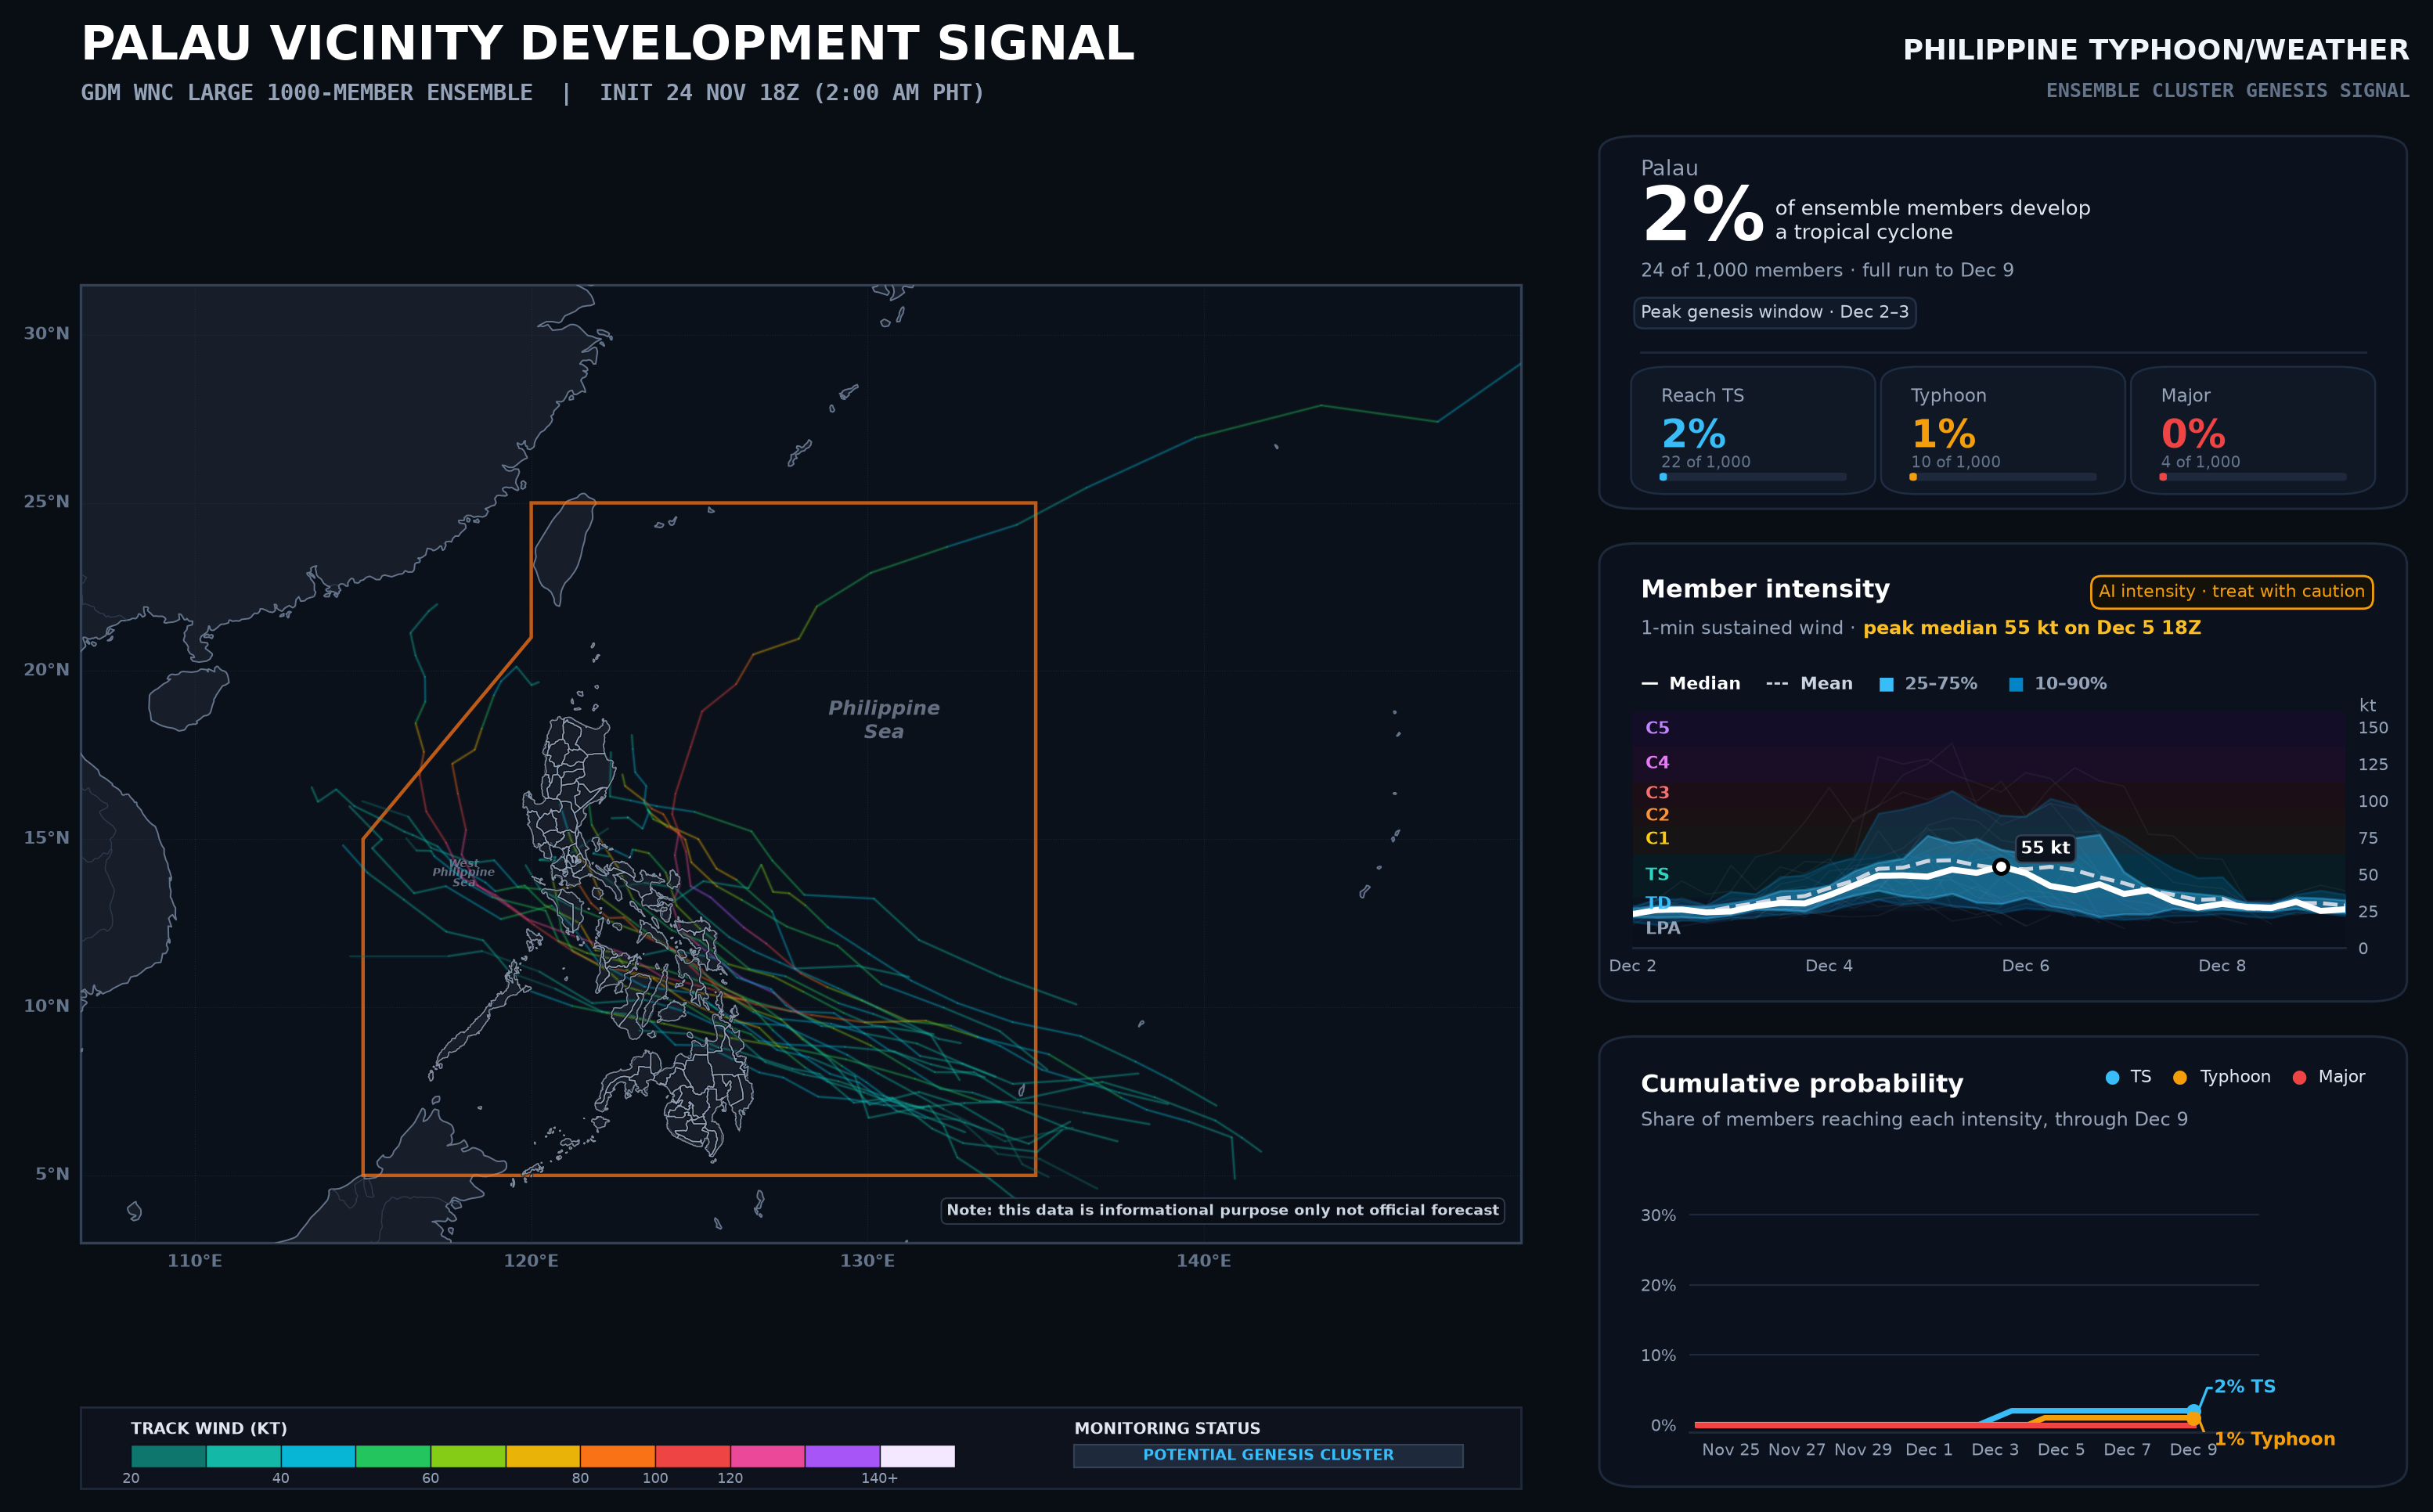 PALAU VICINITY DEVELOPMENT SIGNAL
GDM WNC LARGE 1000-MEMBER ENSEMBLE | INIT 24 NOV 18Z (2:00 AM PHT)
PHILIPPINE TYPHOON/WEATHER
ENSEMBLE CLUSTER GENESIS SIGNAL
30°N
25°N
20°N
15°N
10°N
5°N
110°E
120°E
130°E
140°E
Philippine
Sea
West
Philippine
Sea
Note: this data is informational purpose only not official forecast
TRACK WIND (KT)
20
40
60
80
100
120
140+
MONITORING STATUS
POTENTIAL GENESIS CLUSTER
Palau
2%
of ensemble members develop
a tropical cyclone
24 of 1,000 members · full run to Dec 9
Peak genesis window · Dec 2–3
Reach TS
2%
22 of 1,000
Typhoon
1%
10 of 1,000
Major
0%
4 of 1,000
Member intensity
AI intensity · treat with caution
1-min sustained wind · peak median 55 kt on Dec 5 18Z
Median
Mean
25–75%
10–90%
kt
150
125
100
75
50
25
0
C5
C4
C3
C2
C1
TS
TD
LPA
55 kt
Dec 2
Dec 4
Dec 6
Dec 8
Cumulative probability
TS
Typhoon
Major
Share of members reaching each intensity, through Dec 9
30%
20%
10%
0%
2% TS
1% Typhoon
Nov 25
Nov 27
Nov 29
Dec 1
Dec 3
Dec 5
Dec 7
Dec 9